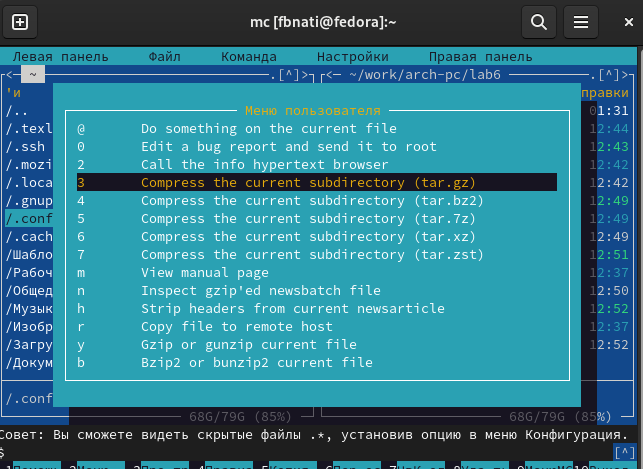 mc [fbnati@fedora]:~
Левая панель Файл Команда Настройки Правая панель
<─ ~ .[^]> <─ ~/work/arch-pc/lab6 .[^]>
'и правки
/.. 01:31
/.texl 12:44
/.ssh 12:43
/.mozi 12:42
/.loca 12:42
/.gnup 12:49
/.conf 12:49
/.cach 12:49
/Шабло 12:51
/Рабоч 12:37
/Общед 12:50
/Музык 12:52
/Изобр 12:37
/Загру 12:52
/Докум
Меню пользователя
@ Do something on the current file
0 Edit a bug report and send it to root
2 Call the info hypertext browser
3 Compress the current subdirectory (tar.gz)
4 Compress the current subdirectory (tar.bz2)
5 Compress the current subdirectory (tar.7z)
6 Compress the current subdirectory (tar.xz)
7 Compress the current subdirectory (tar.zst)
m View manual page
n Inspect gzip'ed newsbatch file
h Strip headers from current newsarticle
r Copy file to remote host
y Gzip or gunzip current file
b Bzip2 or bunzip2 current file
/.conf
68G/79G (85%) 68G/79G (85%)
Совет: Вы сможете видеть скрытые файлы .*, установив опцию в меню Конфигурация.
$ [^]